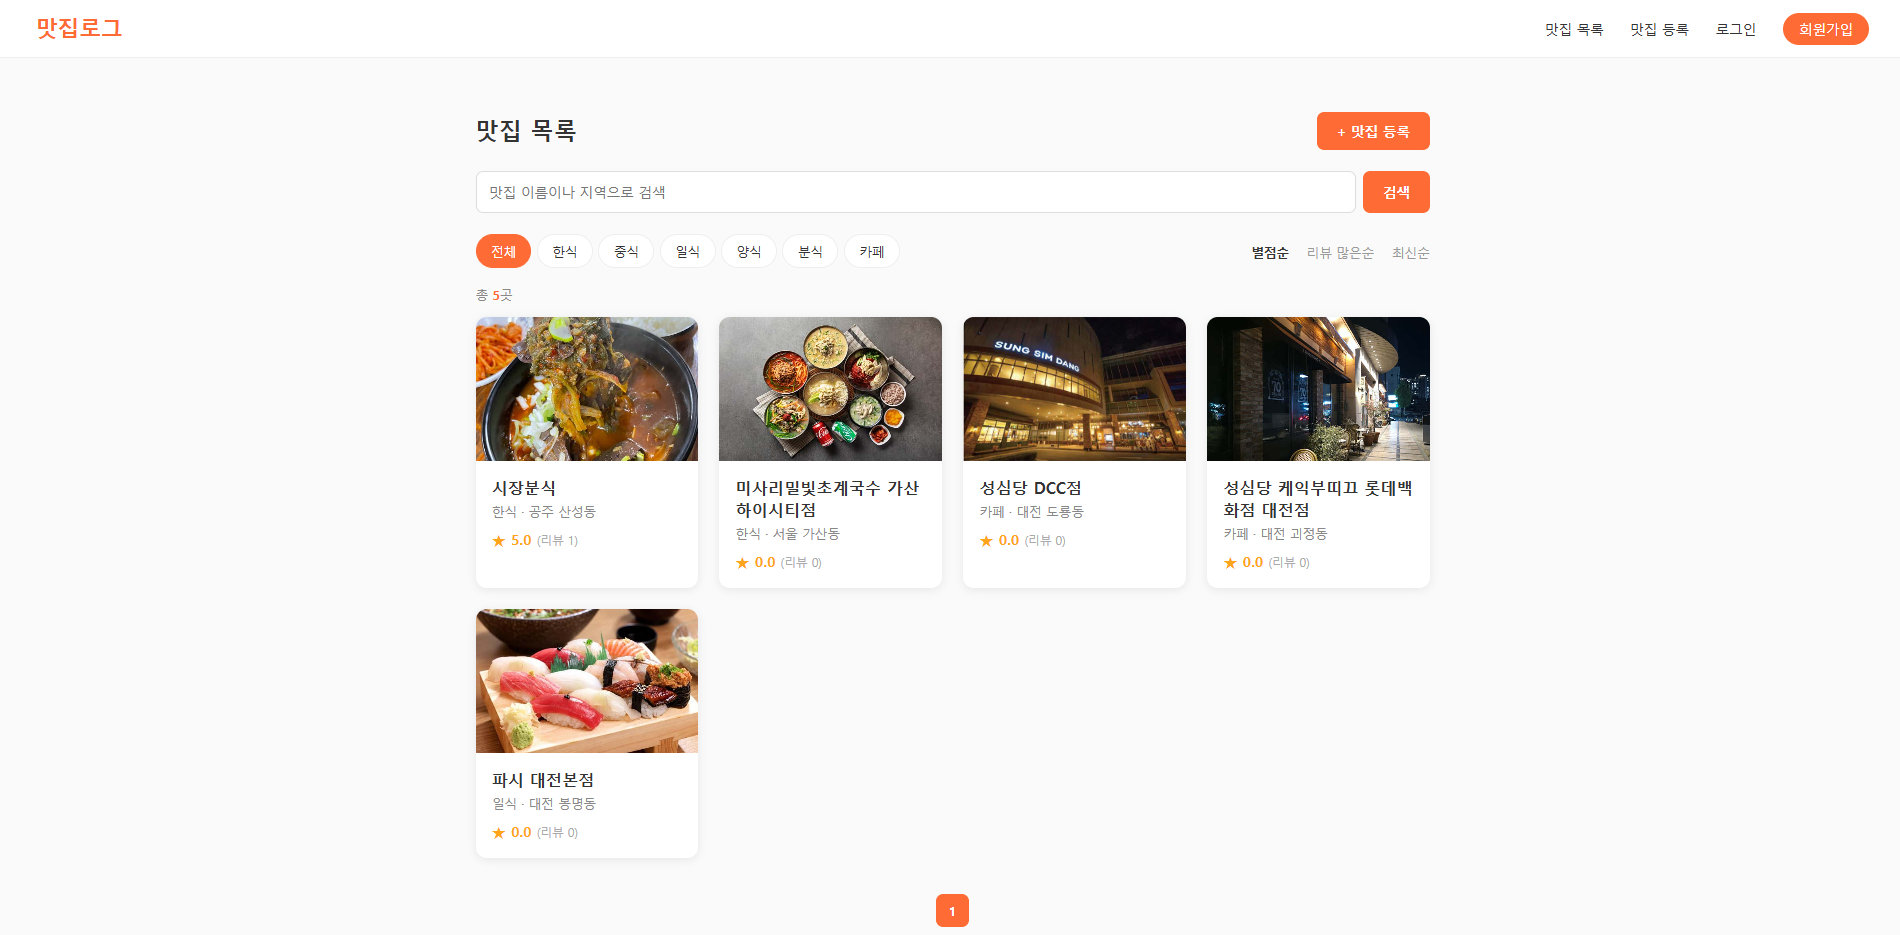 맛집로그
맛집 목록
맛집 등록
로그인
회원가입
맛집 목록
+ 맛집 등록
맛집 이름이나 지역으로 검색
검색
전체
한식
중식
일식
양식
분식
카페
별점순
리뷰 많은순
최신순
총 5곳
SUNG SIM DANG
시장분식
한식 · 공주 산성동
★ 5.0 (리뷰 1)
미사리밀빛초계국수 가산
하이시티점
한식 · 서울 가산동
★ 0.0 (리뷰 0)
성심당 DCC점
카페 · 대전 도룡동
★ 0.0 (리뷰 0)
성심당 케익부띠끄 롯데백
화점 대전점
카페 · 대전 괴정동
★ 0.0 (리뷰 0)
파시 대전본점
일식 · 대전 봉명동
★ 0.0 (리뷰 0)
1